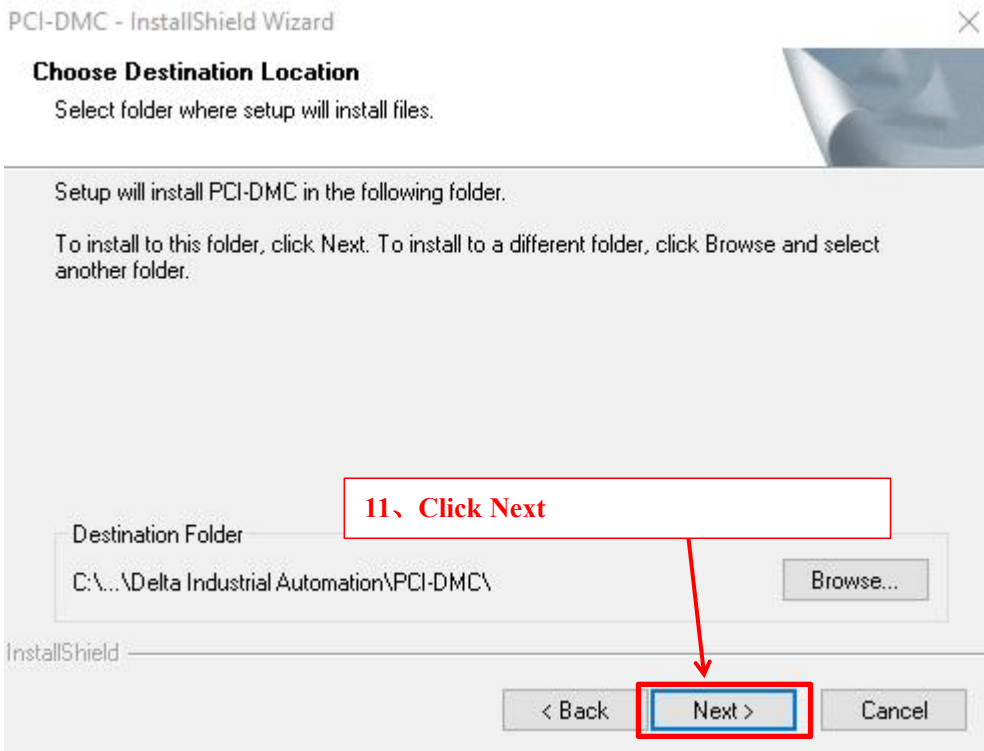 PCI-DMC - InstallShield Wizard
Choose Destination Location
Select folder where setup will install files.
Setup will install PCI-DMC in the following folder.
To install to this folder, click Next. To install to a different folder, click Browse and select
another folder.
11、Click Next
Destination Folder
C:\...\Delta Industrial Automation\PCI-DMC\
Browse...
InstallShield
< Back
Next >
Cancel